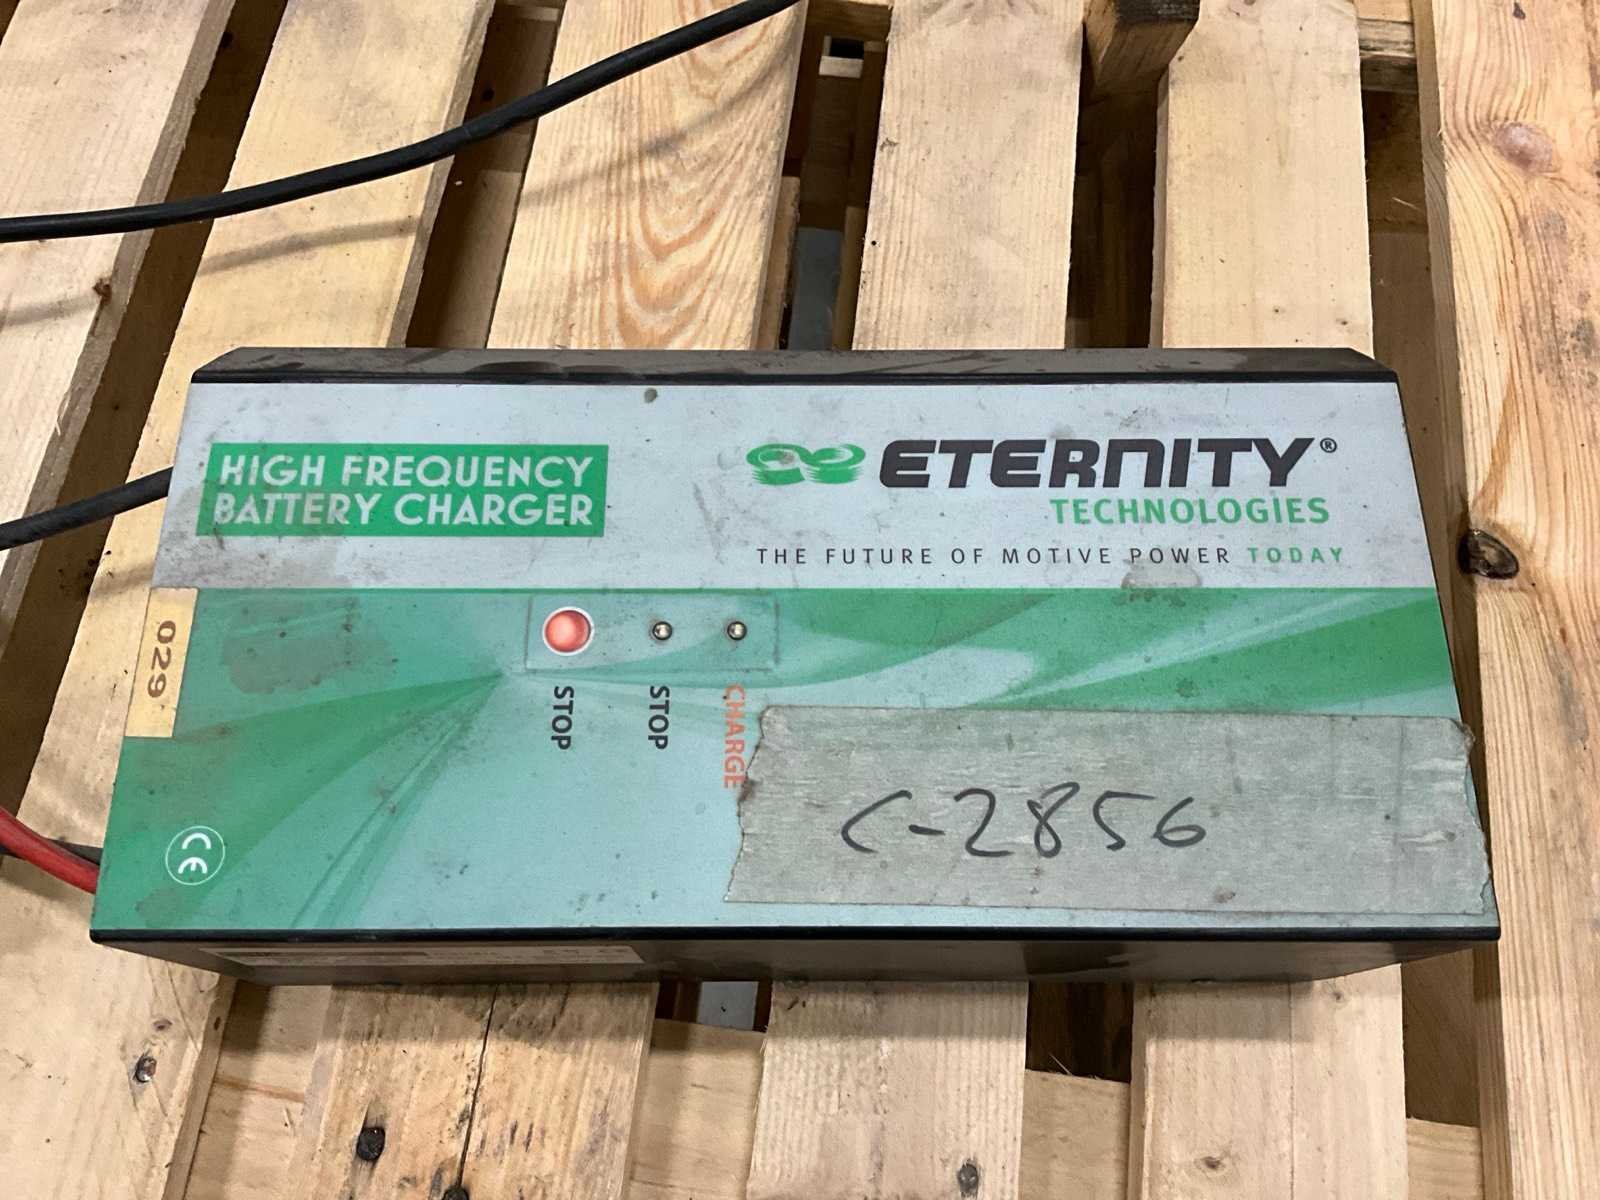 HIGH FREQUENCY
BATTERY CHARGER
ETERNITY®
TECHNOLOGIES
THE FUTURE OF MOTIVE POWER TODAY
029
STOP
STOP
CHARGE
C-2856
CE